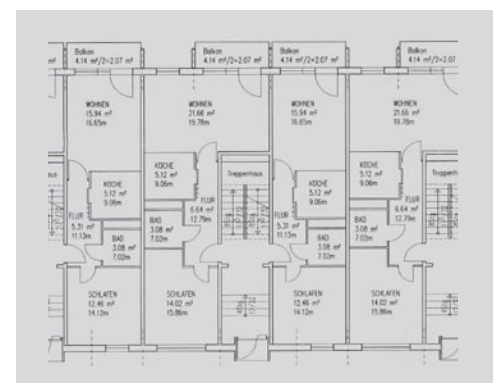 Balkon
4.14 m²/2=2.07 m²
Balkon
4.14 m²/2=2.07 m²
Balkon
4.14 m²/2=2.07 m²
Balkon
4.14 m²/2=2.07
m²
WOHNEN
15.94 m²
16.65m
WOHNEN
21.66 m²
19.78m
WOHNEN
15.94 m²
16.65m
WOHNEN
21.66 m²
19.78m
KÜCHE
5.12 m²
9.06m
KÜCHE
5.12 m²
9.06m
Treppenhaus
KÜCHE
5.12 m²
9.06m
KÜCHE
5.12 m²
9.06m
FLUR
5.31 m²
11.13m
BAD
3.08 m²
7.02m
BAD
3.08 m²
7.02m
FLUR
6.64 m²
12.79m
FLUR
5.31 m²
11.13m
BAD
3.08 m²
7.02m
BAD
3.08 m²
7.02m
FLUR
6.64 m²
12.79m
SCHLAFEN
12.46 m²
14.12m
SCHLAFEN
14.02 m²
15.86m
SCHLAFEN
12.46 m²
14.12m
SCHLAFEN
14.02 m²
15.86m